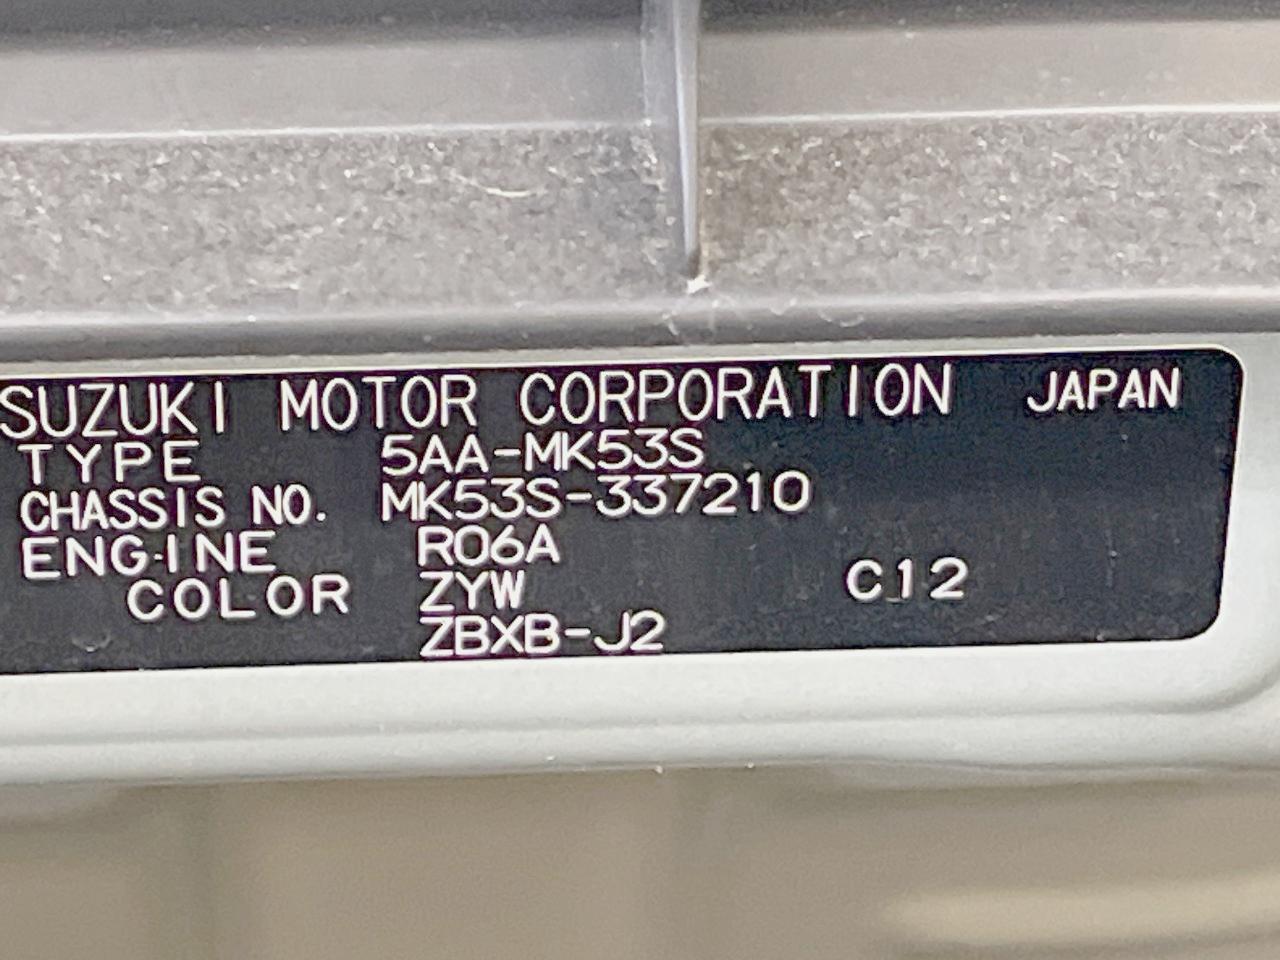 SUZUKI MOTOR CORPORATION JAPAN
TYPE 5AA-MK53S
CHASSIS NO. MK53S-337210
ENGINE R06A
COLOR ZYW C12
ZBXB-J2